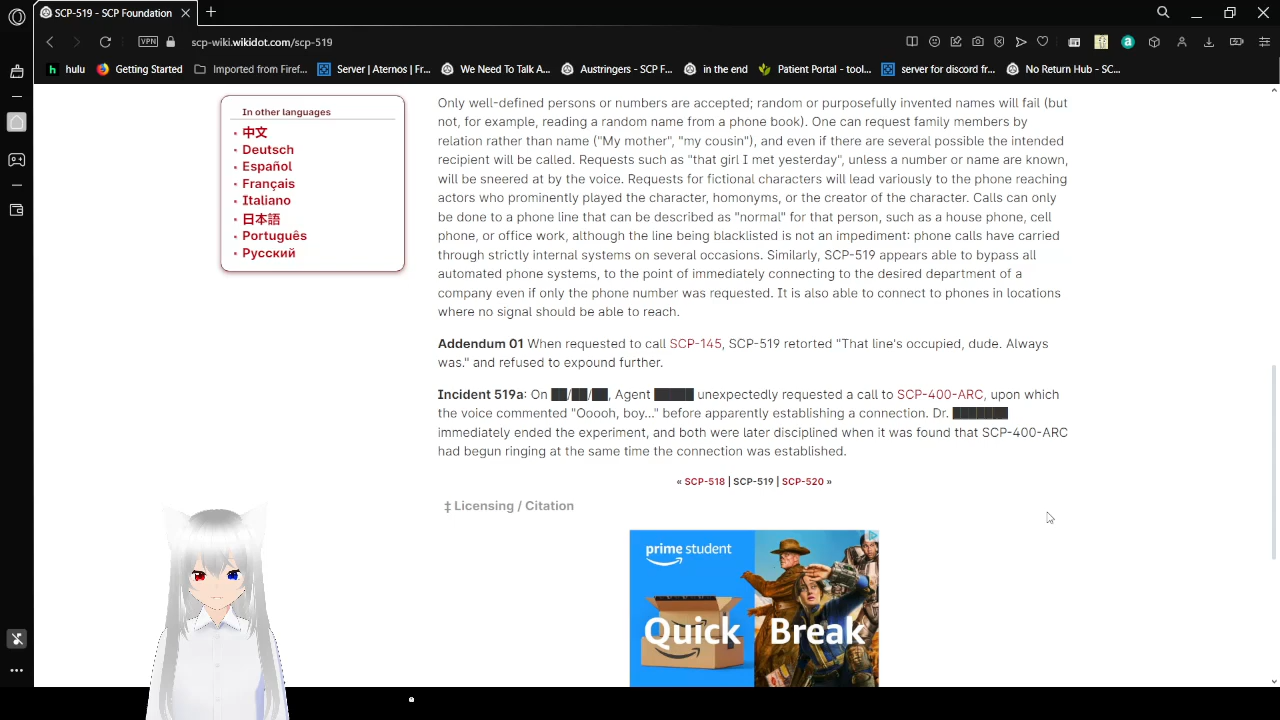 SCP-519 - SCP Foundation
VPN
scp-wiki.wikidot.com/scp-519
hulu
Getting Started
Imported from Firef...
Server | Aternos | Fr...
We Need To Talk A...
Austringers - SCP F...
in the end
Patient Portal - tool...
server for discord fr...
No Return Hub - SC...
In other languages
中文
Deutsch
Español
Français
Italiano
日本語
Português
Русский
Only well-defined persons or numbers are accepted; random or purposefully invented names will fail (but
not, for example, reading a random name from a phone book). One can request family members by
relation rather than name ("My mother", "my cousin"), and even if there are several possible the intended
recipient will be called. Requests such as "that girl I met yesterday", unless a number or name are known,
will be sneered at by the voice. Requests for fictional characters will lead variously to the phone reaching
actors who prominently played the character, homonyms, or the creator of the character. Calls can only
be done to a phone line that can be described as "normal" for that person, such as a house phone, cell
phone, or office work, although the line being blacklisted is not an impediment: phone calls have carried
through strictly internal systems on several occasions. Similarly, SCP-519 appears able to bypass all
automated phone systems, to the point of immediately connecting to the desired department of a
company even if only the phone number was requested. It is also able to connect to phones in locations
where no signal should be able to reach.
Addendum 01 When requested to call SCP-145, SCP-519 retorted "That line's occupied, dude. Always
was." and refused to expound further.
Incident 519a: On ██/██/██, Agent █████ unexpectedly requested a call to SCP-400-ARC, upon which
the voice commented "Ooooh, boy..." before apparently establishing a connection. Dr. ███████
immediately ended the experiment, and both were later disciplined when it was found that SCP-400-ARC
had begun ringing at the same time the connection was established.
« SCP-518 | SCP-519 | SCP-520 »
‡ Licensing / Citation
prime student
Quick Break